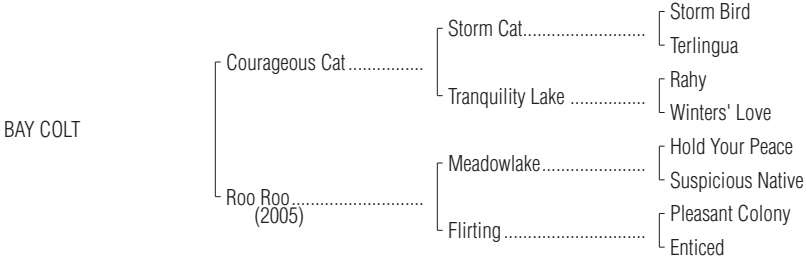 Storm Bird
Storm Cat..........................
Terlingua
Courageous Cat................
Rahy
Tranquility Lake ................
Winters' Love
BAY COLT
Hold Your Peace
Meadowlake......................
Suspicious Native
Roo Roo............................
(2005)
Pleasant Colony
Flirting ..............................
Enticed